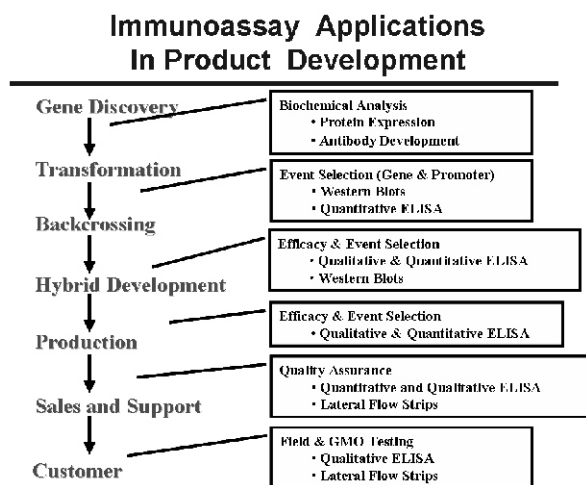 Immunoassay Applications
In Product Development
Gene Discovery
Biochemical Analysis
• Protein Expression
• Antibody Development
Transformation
Event Selection (Gene & Promoter)
• Western Blots
• Quantitative ELISA
Backcrossing
Efficacy & Event Selection
• Qualitative & Quantitative ELISA
• Western Blots
Hybrid Development
Efficacy & Event Selection
• Qualitative & Quantitative ELISA
Production
Quality Assurance
• Quantitative and Qualitative ELISA
• Lateral Flow Strips
Sales and Support
Field & GMO Testing
• Qualitative ELISA
• Lateral Flow Strips
Customer